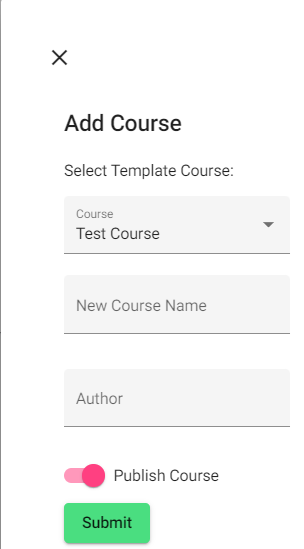 Add Course
Select Template Course:
Course
Test Course
New Course Name
Author
Publish Course
Submit